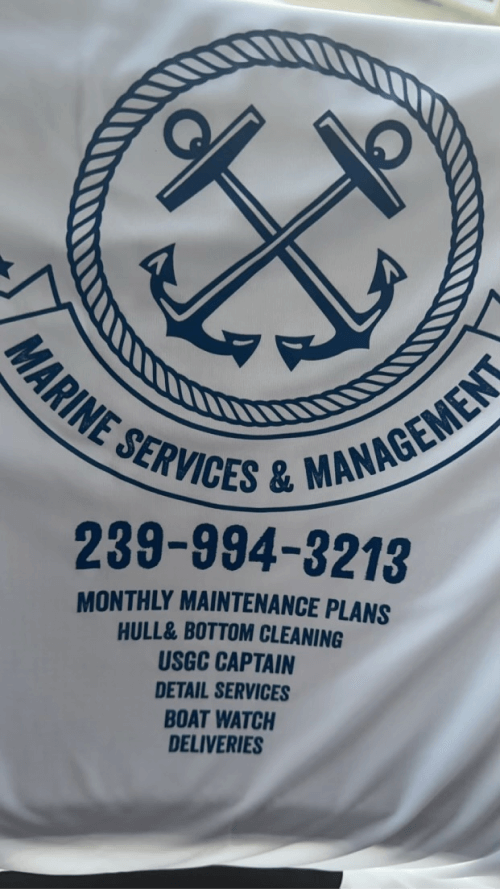 MARINE SERVICES & MANAGEMENT
239-994-3213
MONTHLY MAINTENANCE PLANS
HULL& BOTTOM CLEANING
USGC CAPTAIN
DETAIL SERVICES
BOAT WATCH
DELIVERIES